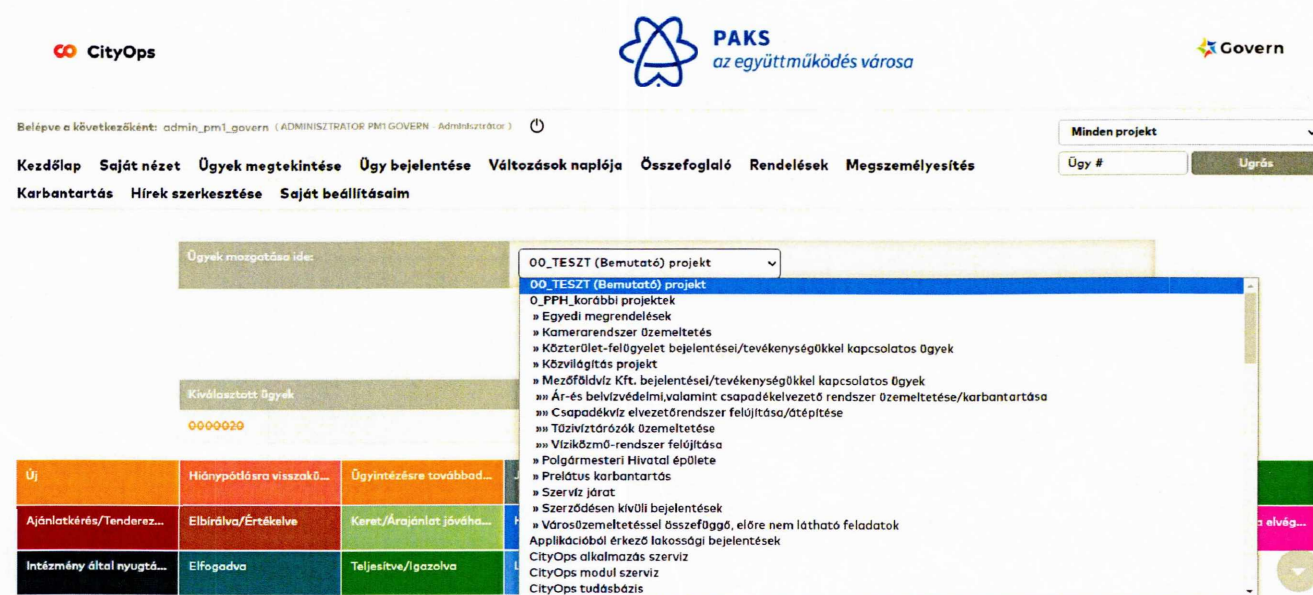 CityOps
PAKS
az együttműködés városa
Govern
Belépve a következőként: admin_pm1_govern (ADMINISZTRÁTOR PM1 GOVERN - Adminisztrátor)
Minden projekt
Kezdőlap Saját nézet Ügyek megtekintése Ügy bejelentése Változások naplója Összefoglaló Rendelések Megszemélyesítés
Ügy # Ugrás
Karbantartás Hírek szerkesztése Saját beállításaim
Ügyek mozgatása ide:
00_TESZT (Bemutató) projekt
00_TESZT (Bemutató) projekt
0_PPH_korábbi projektek
» Egyedi megrendelések
» Kamerarendszer üzemeltetés
» Közterület-felügyelet bejelentései/tevékenységükkel kapcsolatos ügyek
» Közvilágítás projekt
» Mezőföldvíz Kft. bejelentései/tevékenységükkel kapcsolatos ügyek
»» Ár-és belvízvédelmi,valamint csapadékelvezető rendszer üzemeltetése/karbantartása
»» Csapadékvíz elvezetőrendszer felújítása/átépítése
»» Tűzivíztározók üzemeltetése
»» Víziközmű-rendszer felújítása
» Polgármesteri Hivatal épülete
» Prelátus karbantartás
» Szervíz járat
» Szerződésen kívüli bejelentések
» Városüzemeltetéssel összefüggő, előre nem látható feladatok
Applikációból érkező lakossági bejelentések
CityOps alkalmazás szerviz
CityOps modul szerviz
CityOps tudásbázis
Kiválasztott ügyek
0000020
Új Hiánypótlásra visszakü... Ügyintézésre továbbad...
Ajánlatkérés/Tenderez... Elbírálva/Értékelve Keret/Árajánlat jóváha... elvég...
Intézmény által nyugtá... Elfogadva Teljesítve/Igazolva